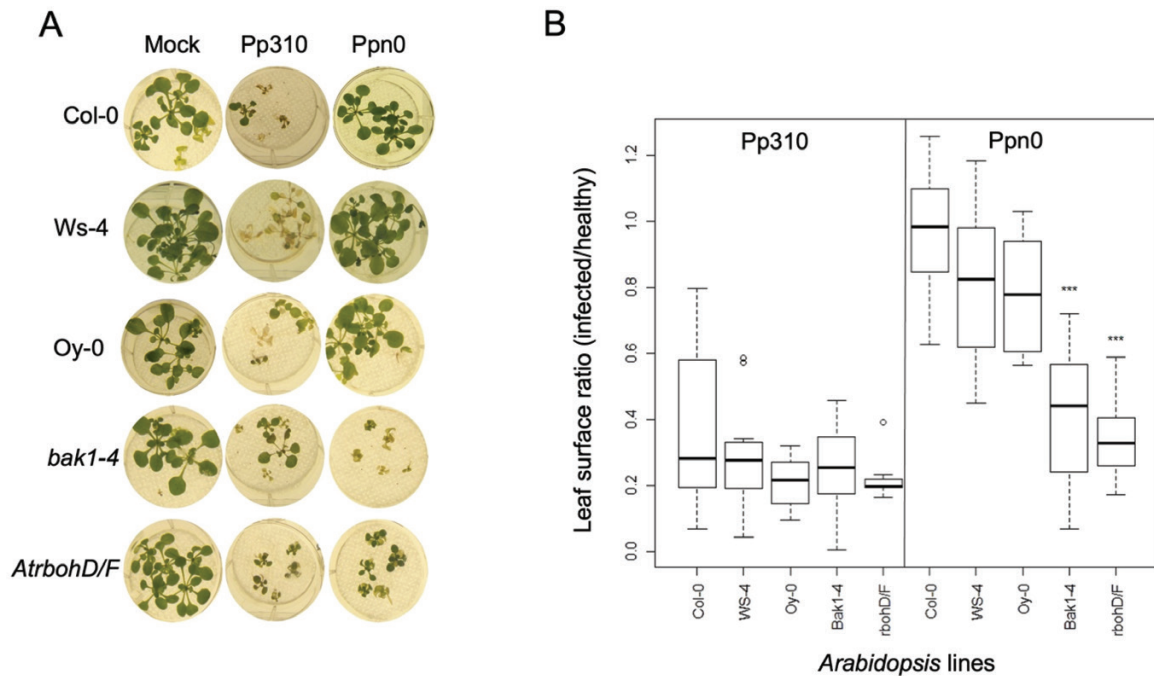 A
Mock Pp310 Ppn0
Col-0
Ws-4
Oy-0
bak1-4
AtrbohD/F
B
Pp310 Ppn0
Leaf surface ratio (infected/healthy)
1.2
1.0
0.8
0.6
0.4
0.2
0.0
***
***
Col-0 WS-4 Oy-0 Bak1-4 rbohD/F Col-0 WS-4 Oy-0 Bak1-4 rbohD/F
Arabidopsis lines